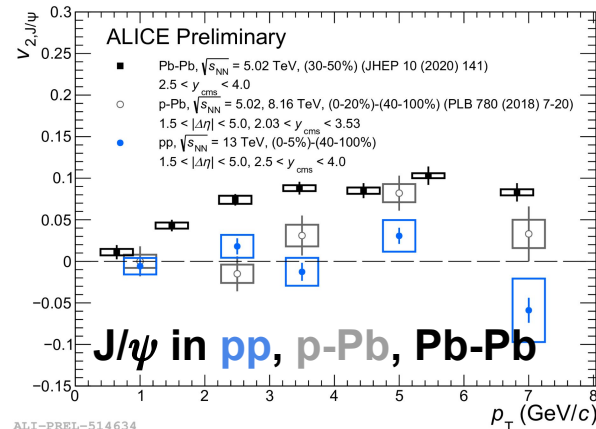 v2,J/ψ
0.3
0.25
0.2
0.15
0.1
0.05
0
−0.05
−0.1
−0.15
ALICE Preliminary
Pb-Pb, √sNN = 5.02 TeV, (30-50%) (JHEP 10 (2020) 141)
2.5 < ycms < 4.0
p-Pb, √sNN = 5.02, 8.16 TeV, (0-20%)-(40-100%) (PLB 780 (2018) 7-20)
1.5 < |Δη| < 5.0, 2.03 < ycms < 3.53
pp, √sNN = 13 TeV, (0-5%)-(40-100%)
1.5 < |Δη| < 5.0, 2.5 < ycms < 4.0
J/ψ in pp, p-Pb, Pb-Pb
0 1 2 3 4 5 6 7 8
pT (GeV/c)
ALI−PREL−514634